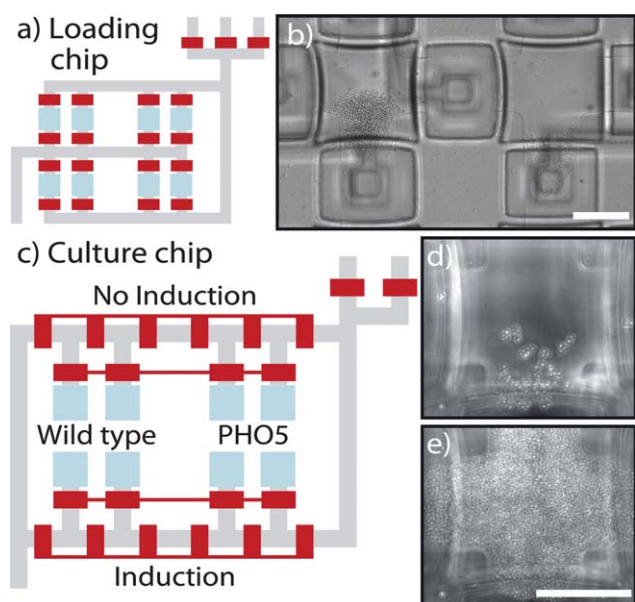 a) Loading
chip
b)
c) Culture chip
No Induction
d)
Wild type
PHO5
e)
Induction